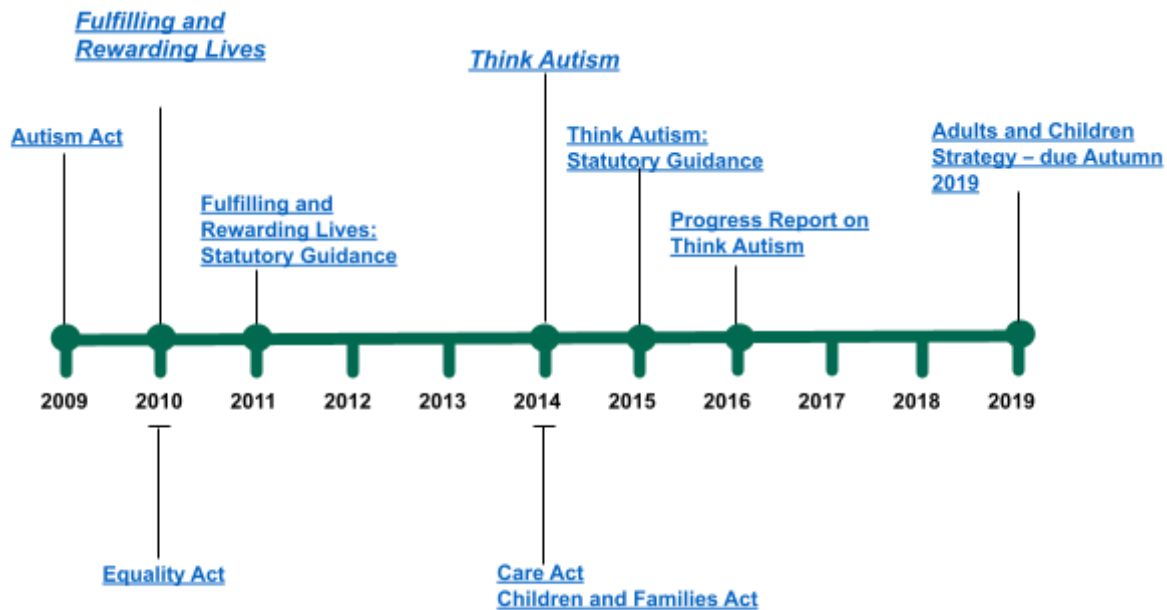 Fulfilling and
Rewarding Lives
Think Autism
Autism Act
Think Autism:
Statutory Guidance
Adults and Children
Strategy – due Autumn
2019
Fulfilling and
Rewarding Lives:
Statutory Guidance
Progress Report on
Think Autism
2009 2010 2011 2012 2013 2014 2015 2016 2017 2018 2019
Equality Act
Care Act
Children and Families Act